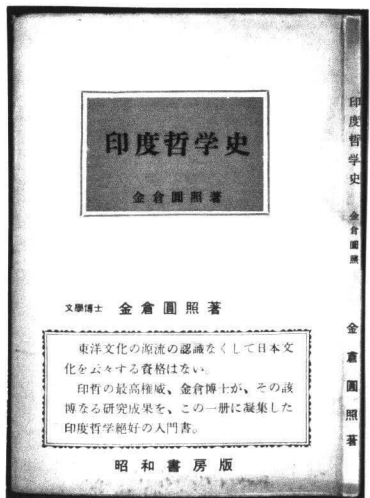 印度哲学史
金倉圓照著
文學博士 金倉圓照著
東洋文化の源流の認識なくして日本文
化を云々する資格はない。
印哲の最高権威、金倉博士が、その該
博なる研究成果を、この一册に凝集した
印度哲学絶好の入門書。
昭和書房版
印度哲学史
金倉圓照
金倉圓照著